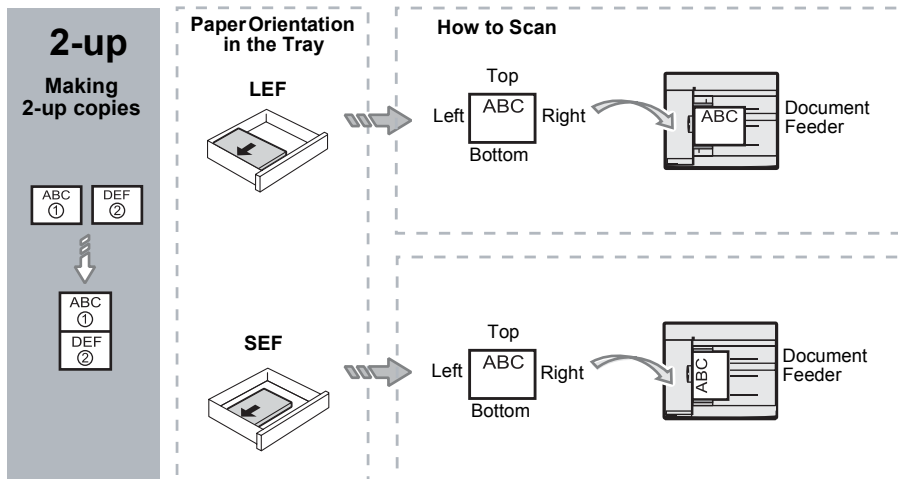 2-up
Making
2-up copies
ABC
①
DEF
②
ABC
①
DEF
②
Paper Orientation
in the Tray
LEF
SEF
How to Scan
Top
Left
ABC
Right
Bottom
ABC
Document
Feeder
Top
Left
ABC
Right
Bottom
ABC
Document
Feeder